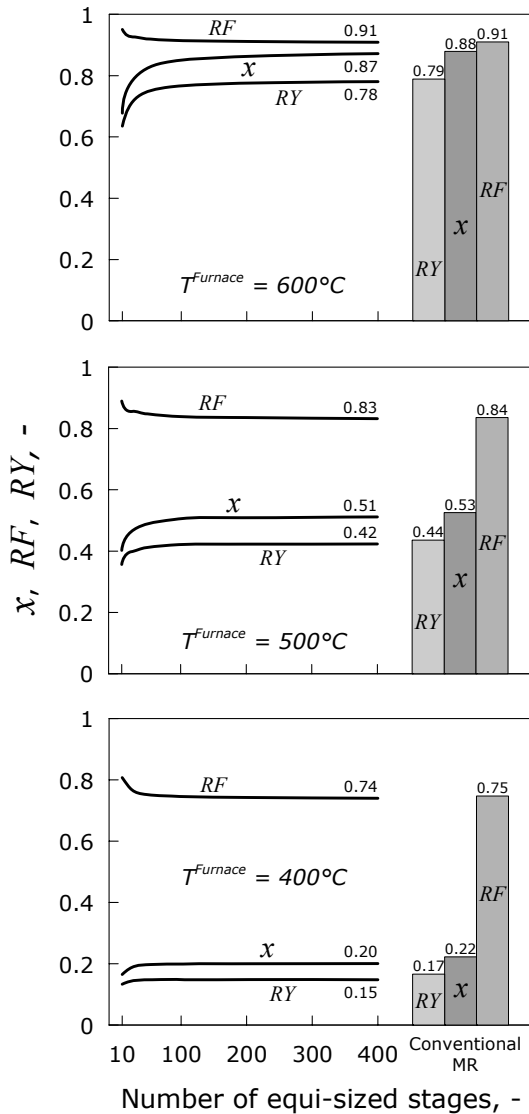 1
0.8
0.6
0.4
0.2
0
RF
0.91
x
0.87
RY
0.78
T^Furnace = 600°C
0.79
0.88
0.91
RY
x
RF
1
0.8
0.6
0.4
0.2
0
RF
0.83
x
0.51
RY
0.42
T^Furnace = 500°C
0.44
0.53
0.84
RY
x
RF
x, RF, RY, -
1
0.8
0.6
0.4
0.2
0
RF
0.74
T^Furnace = 400°C
x
0.20
RY
0.15
0.17
0.22
0.75
RY
x
RF
10 100 200 300 400
Conventional
MR
Number of equi-sized stages, -